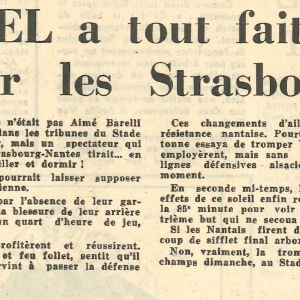 EL a tout fait
r les Strasbo
n'était pas Aimé Barelli
dans les tribunes du Stade
, mais un spectateur qui
asbourg-Nantes tirait... en
iller et dormir !
pourrait laisser supposer
ienne.
par l'absence de leur gar-
a blessure de leur arrière
quart d'heure de jeu,
profitèrent et réussirent.
et feu follet, sentit qu'il
rvint à passer la défense
Ces changements d'ail
résistance nantaise. Pourq
tonne essaya de tromper
employèrent, mais sans
lignes défensives alsacie
moment.
En seconde mi-temps, N
effets de ce soleil enfin re
la 85e minute pour voir
trième but qui ne secoua
Si les Nantais firent d
coup de sifflet final arbor
Non, vraiment, la trom
champs dimanche, au Stad